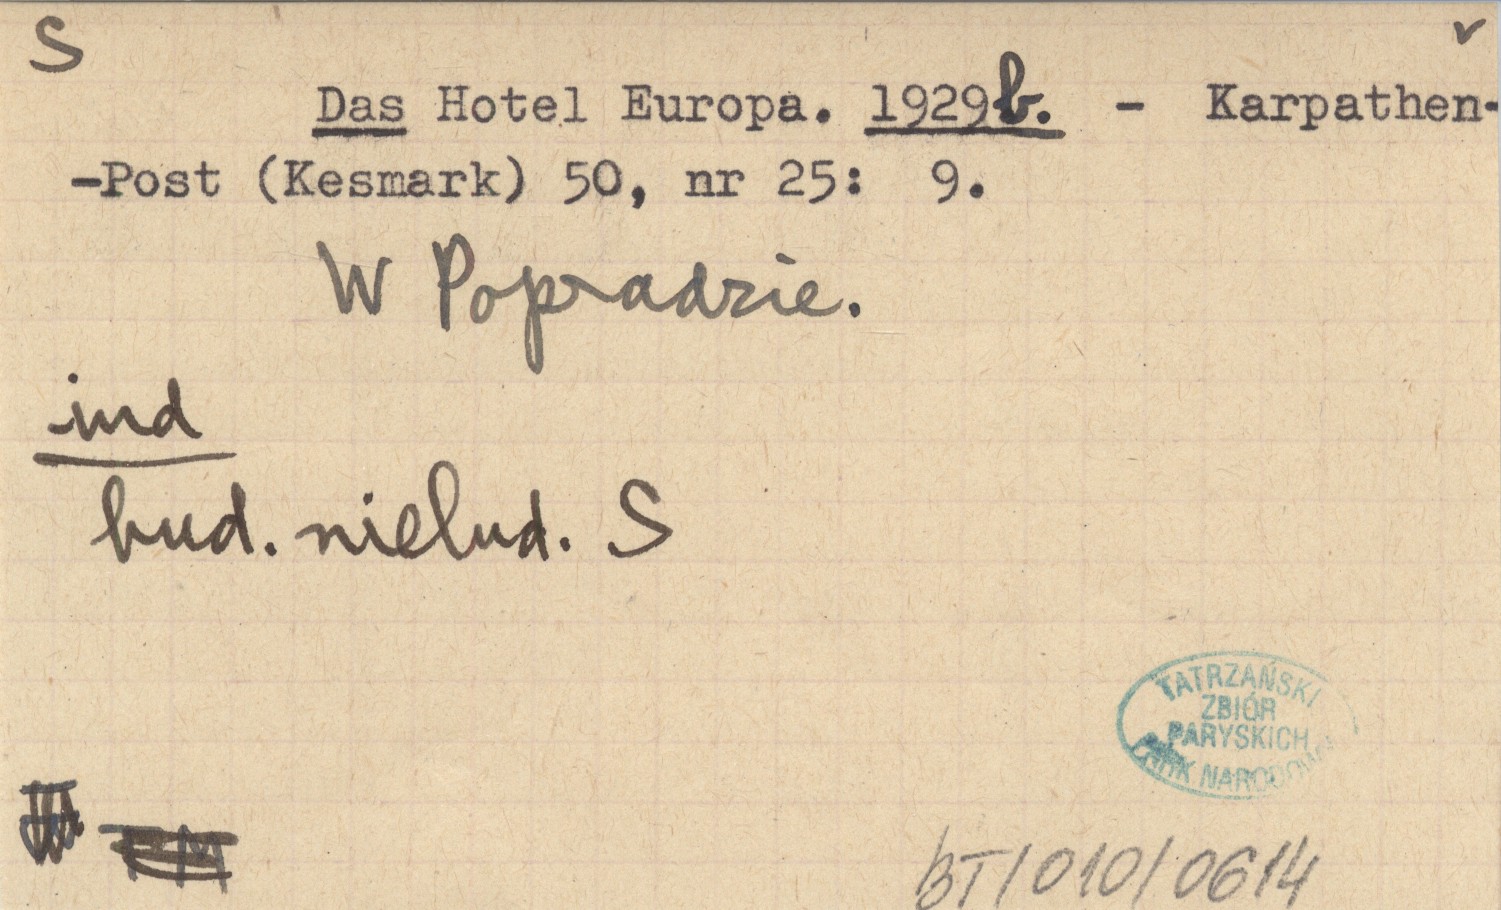 S
v
Das Hotel Europa. 1929b. - Karpathen-
-Post (Kesmark) 50, nr 25: 9.
W Popradzie.
ind
bud. nielud. S
TATRZAŃSKI
ZBIÓR
PARYSKICH
NARODOWY
BT/010/0614